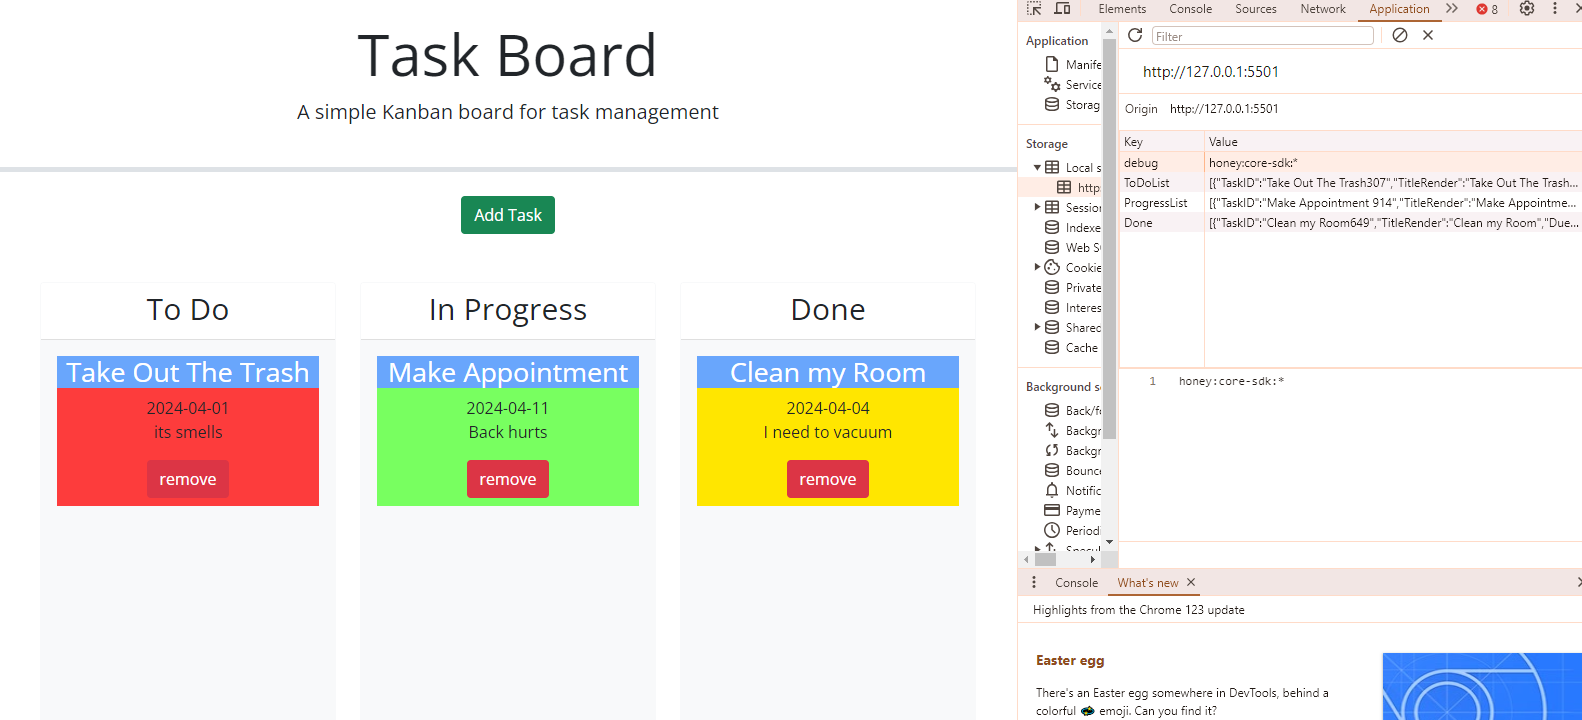 Task Board
A simple Kanban board for task management
Add Task
To Do
Take Out The Trash
2024-04-01
its smells
remove
In Progress
Make Appointment
2024-04-11
Back hurts
remove
Done
Clean my Room
2024-04-04
I need to vacuum
remove
Elements Console Sources Network Application 8
Application
Manife
Service
Storag
Storage
Local s
http:
Session
Indexe
Web S
Cookie
Private
Interes
Shared
Cache
Background se
Back/fo
Backgr
Backgr
Bounce
Notific
Payme
Periodi
Specul
Filter
http://127.0.0.1:5501
Origin http://127.0.0.1:5501
Key Value
debug honey:core-sdk:*
ToDoList [{"TaskID":"Take Out The Trash307","TitleRender":"Take Out The Trash...
ProgressList [{"TaskID":"Make Appointment 914","TitleRender":"Make Appointme...
Done [{"TaskID":"Clean my Room649","TitleRender":"Clean my Room","Due...
1 honey:core-sdk:*
Console What's new
Highlights from the Chrome 123 update
Easter egg
There's an Easter egg somewhere in DevTools, behind a
colorful emoji. Can you find it?